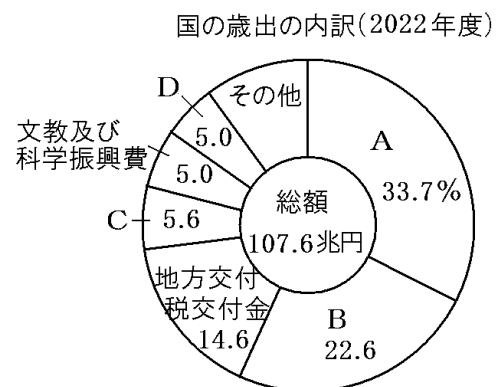 国の歳出の内訳(2022年度)
A
33.7%
B
22.6
地方交付
税交付金
14.6
C
5.6
文教及び
科学振興費
5.0
D
5.0
その他
総額
107.6兆円